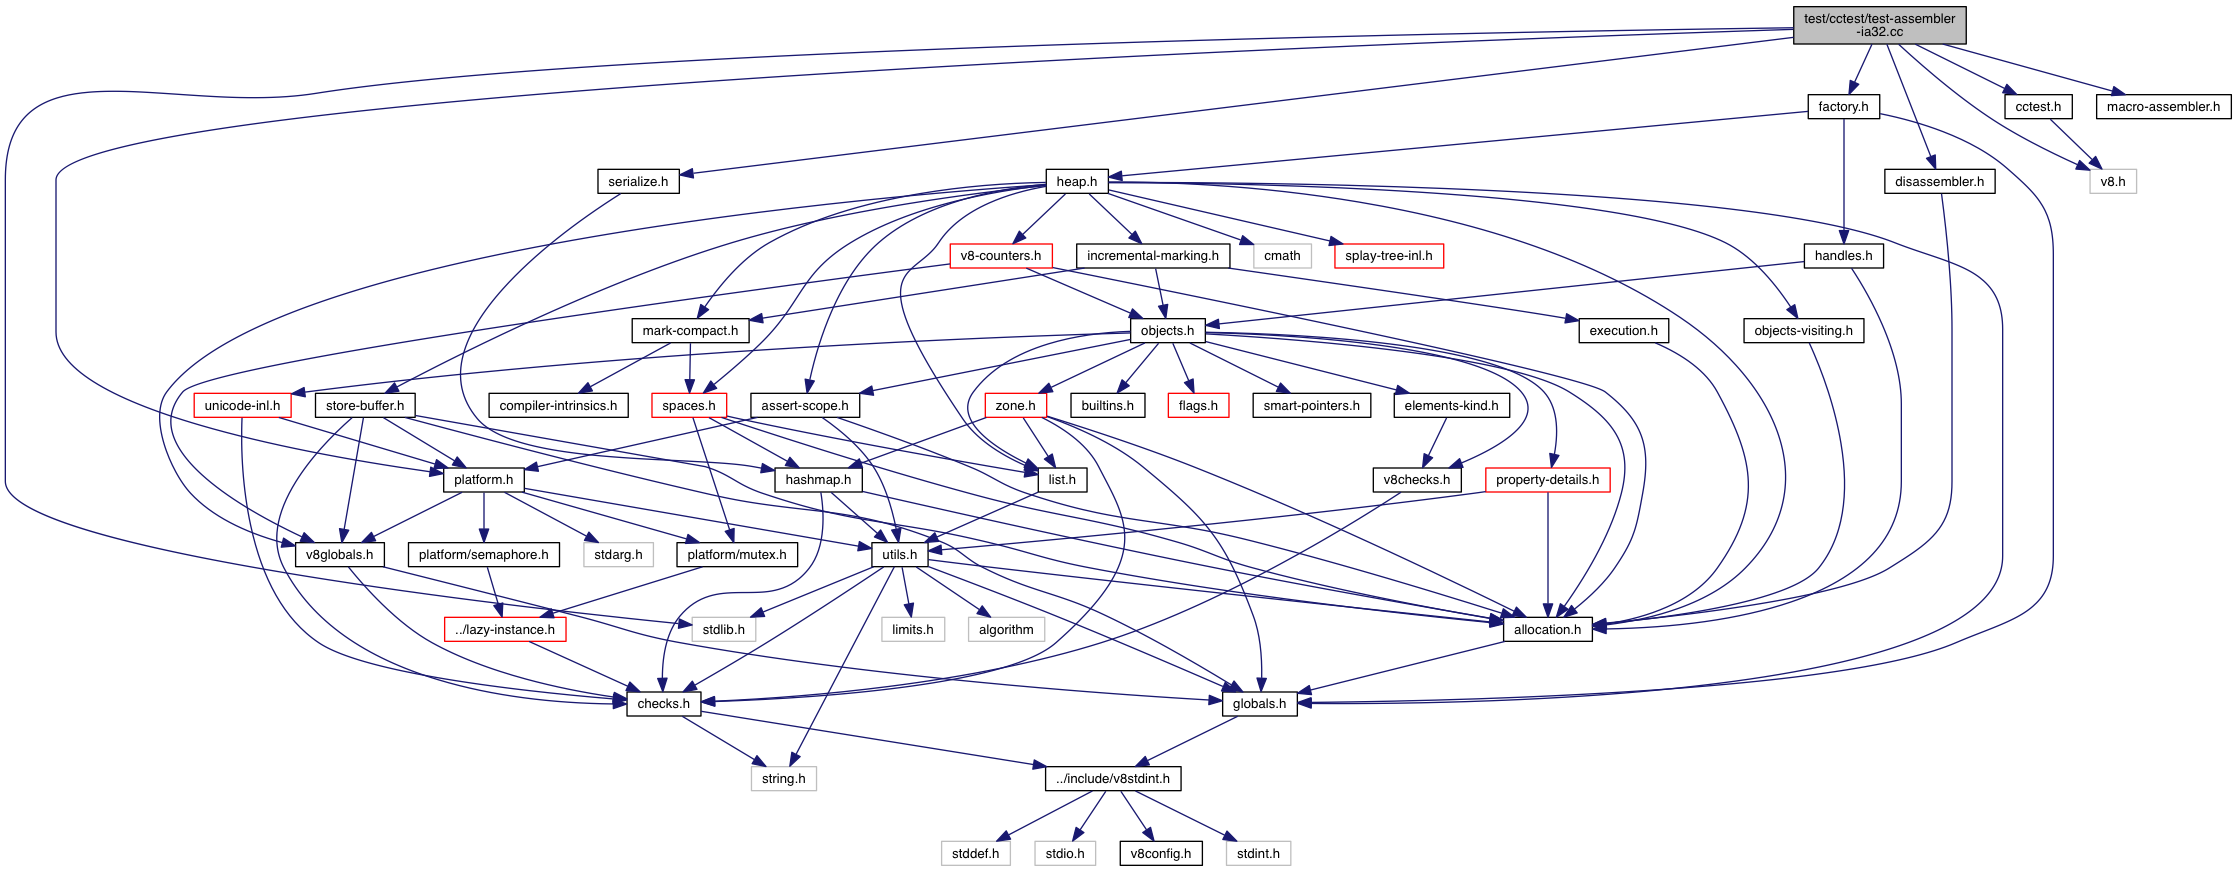 test/cctest/test-assembler
-ia32.cc
factory.h
cctest.h
macro-assembler.h
serialize.h
heap.h
disassembler.h
v8.h
v8-counters.h
incremental-marking.h
cmath
splay-tree-inl.h
handles.h
mark-compact.h
objects.h
execution.h
objects-visiting.h
unicode-inl.h
store-buffer.h
compiler-intrinsics.h
spaces.h
assert-scope.h
zone.h
builtins.h
flags.h
smart-pointers.h
elements-kind.h
platform.h
hashmap.h
list.h
v8checks.h
property-details.h
v8globals.h
platform/semaphore.h
stdarg.h
platform/mutex.h
utils.h
../lazy-instance.h
stdlib.h
limits.h
algorithm
allocation.h
checks.h
globals.h
string.h
../include/v8stdint.h
stddef.h
stdio.h
v8config.h
stdint.h